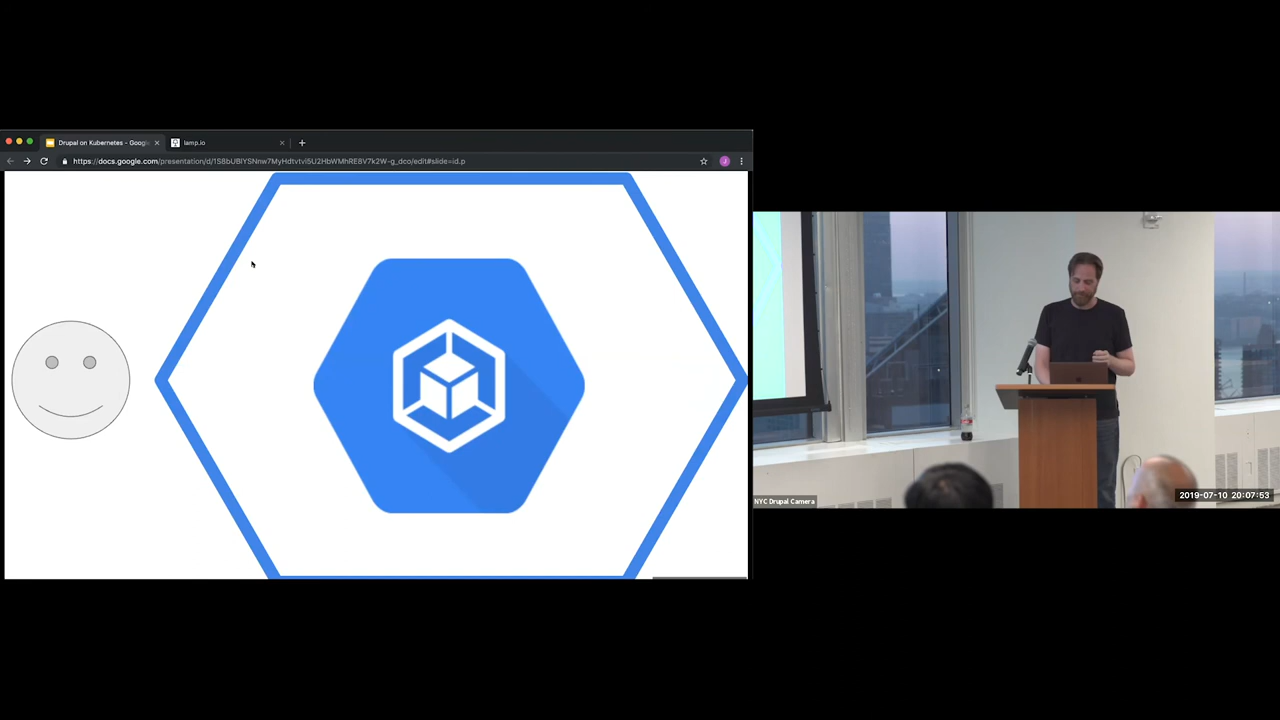 Drupal on Kubernetes - Google
lamp.io
https://docs.google.com/presentation/d/1S8bUBIYSNnw7MyHdtvtvi5U2HbWMhRE8V7k2W-g_dco/edit#slide=id.p
J
NYC Drupal Camera
2019-07-10 20:07:53